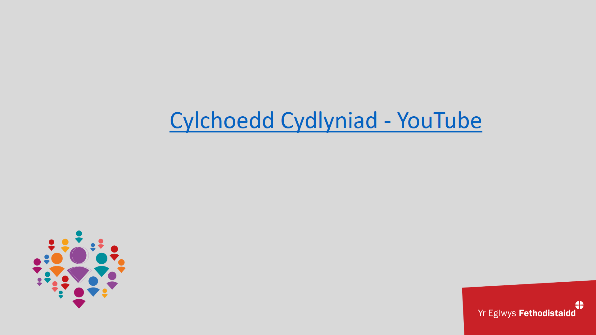 Cylchoedd Cydlyniad - YouTube
Yr Eglwys Fethodistaidd